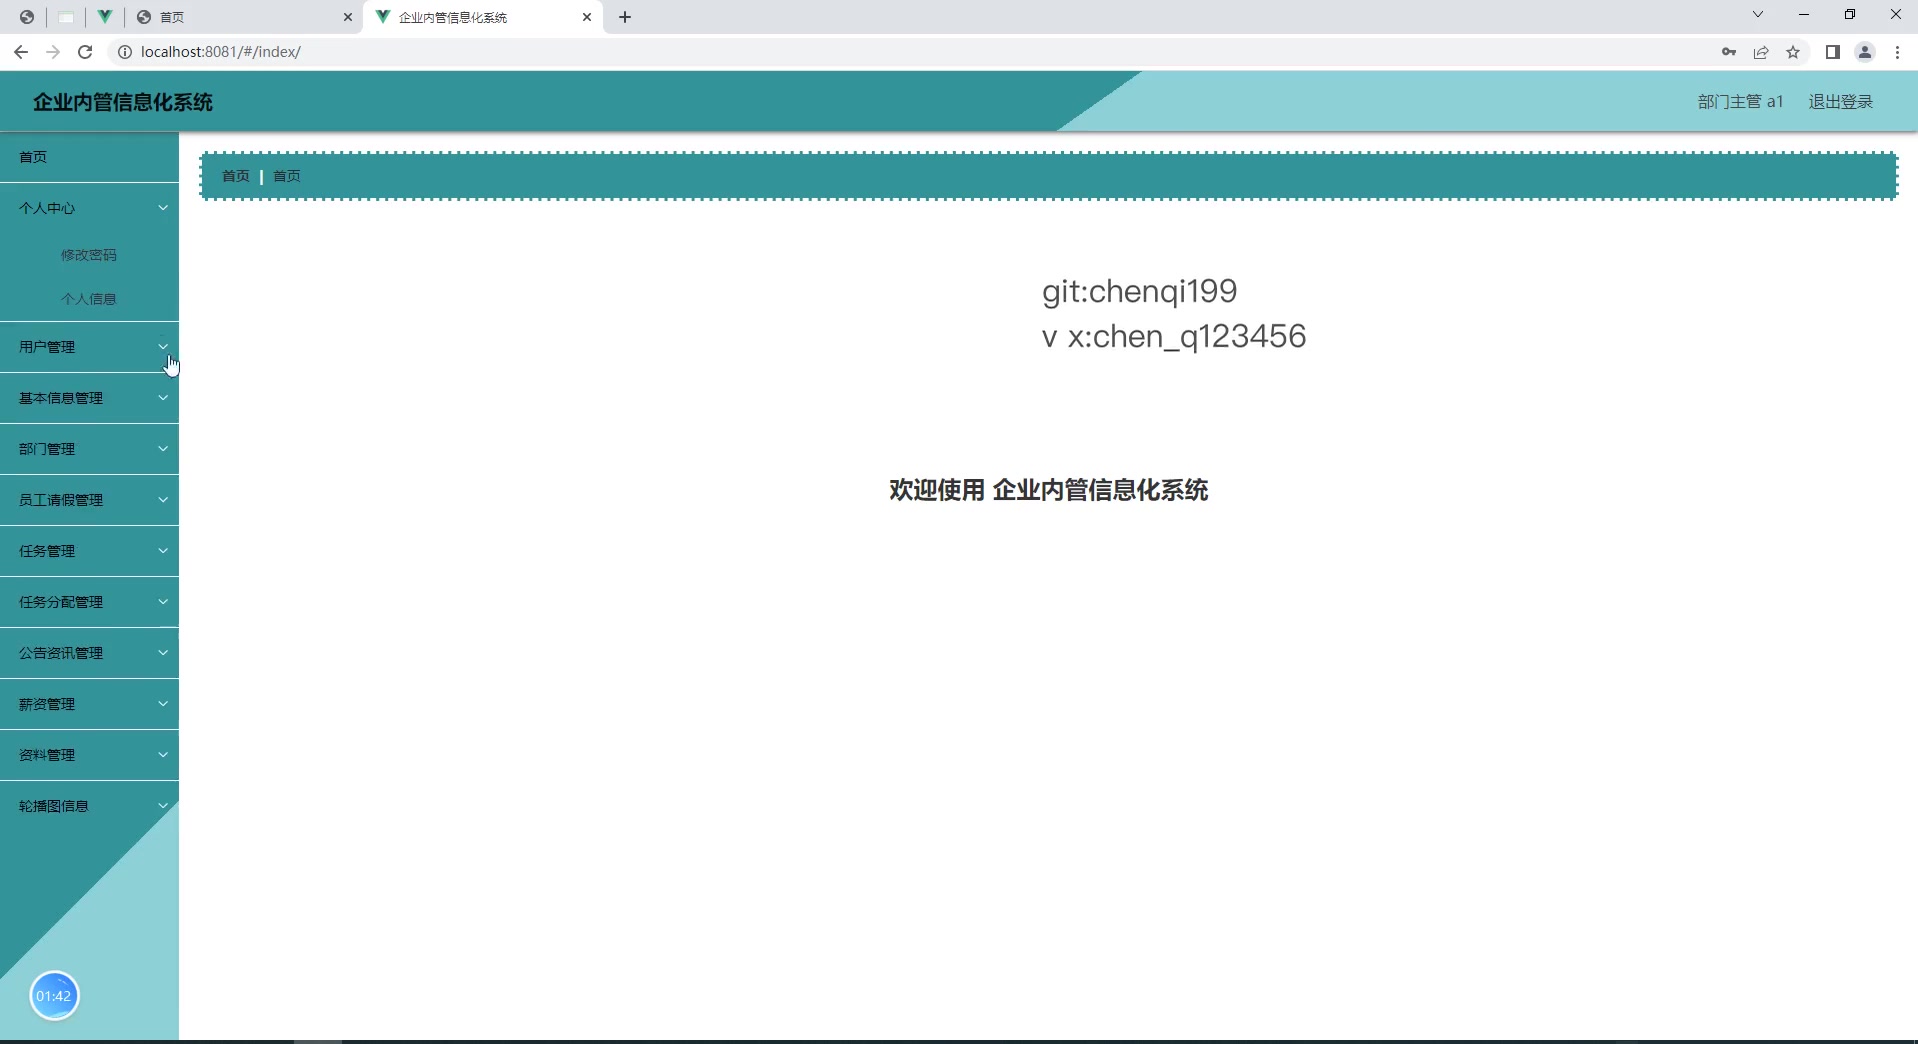 首页
企业内管信息化系统
localhost:8081/#/index/
企业内管信息化系统
部门主管 a1
退出登录
首页
首页 | 首页
个人中心
修改密码
个人信息
用户管理
基本信息管理
部门管理
员工请假管理
任务管理
任务分配管理
公告资讯管理
薪资管理
资料管理
轮播图信息
git:chenqi199
v x:chen_q123456
欢迎使用 企业内管信息化系统
01:42